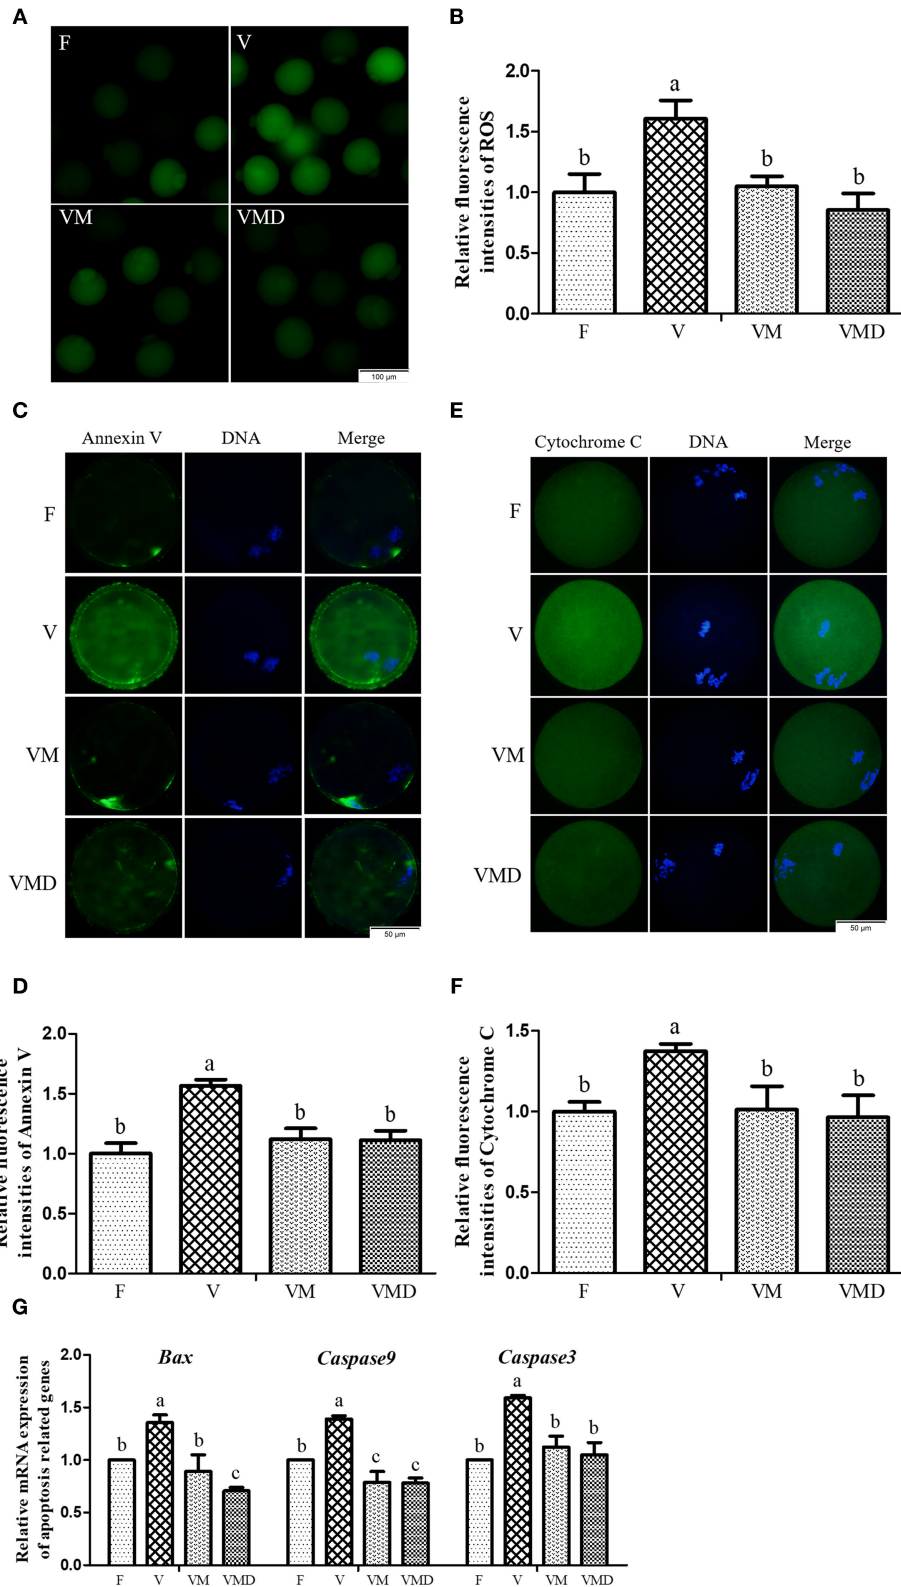 A
F
V
VM
VMD
100 µm
B
Relative fluorescence
intensities of ROS
2.0
1.5
1.0
0.5
0.0
b
a
b
b
F
V
VM
VMD
C
Annexin V
DNA
Merge
F
V
VM
VMD
50 µm
E
Cytochrome C
DNA
Merge
F
V
VM
VMD
50 µm
D
Relative fluorescence
intensities of Annexin V
2.0
1.5
1.0
0.5
0.0
b
a
b
b
F
V
VM
VMD
F
Relative fluorescence
intensities of Cytochrome C
1.5
1.0
0.5
0.0
b
a
b
b
F
V
VM
VMD
G
Relative mRNA expression
of apoptosis related genes
2.0
1.5
1.0
0.5
0.0
Bax
Caspase9
Caspase3
b
a
b
c
b
a
c
c
b
a
b
b
F
V
VM
VMD
F
V
VM
VMD
F
V
VM
VMD